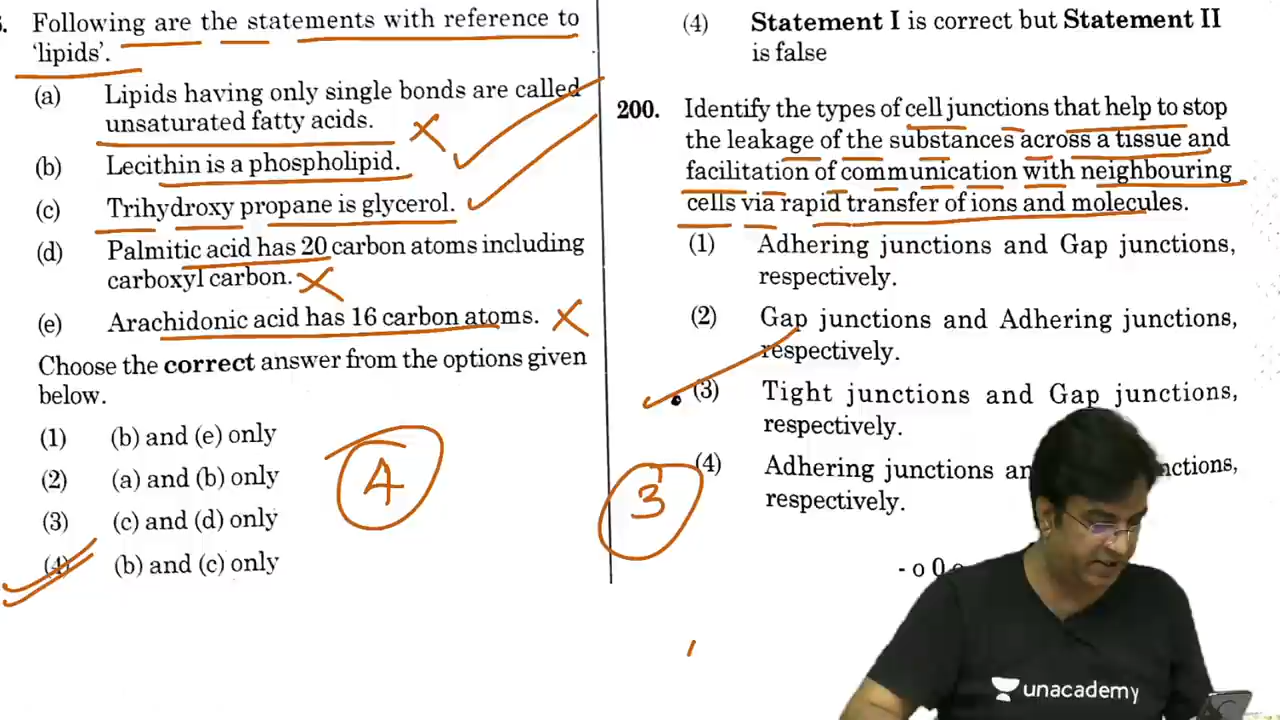 Following are the statements with reference to
'lipids'.
(a) Lipids having only single bonds are called
unsaturated fatty acids.
(b) Lecithin is a phospholipid.
(c) Trihydroxy propane is glycerol.
(d) Palmitic acid has 20 carbon atoms including
carboxyl carbon.
(e) Arachidonic acid has 16 carbon atoms.
Choose the correct answer from the options given
below.
(1) (b) and (e) only
(2) (a) and (b) only
(3) (c) and (d) only
(4) (b) and (c) only
4
(4) Statement I is correct but Statement II
is false
200. Identify the types of cell junctions that help to stop
the leakage of the substances across a tissue and
facilitation of communication with neighbouring
cells via rapid transfer of ions and molecules.
(1) Adhering junctions and Gap junctions,
respectively.
(2) Gap junctions and Adhering junctions,
respectively.
(3) Tight junctions and Gap junctions,
respectively.
(4) Adhering junctions
respectively.
3
- o 0
unacademy